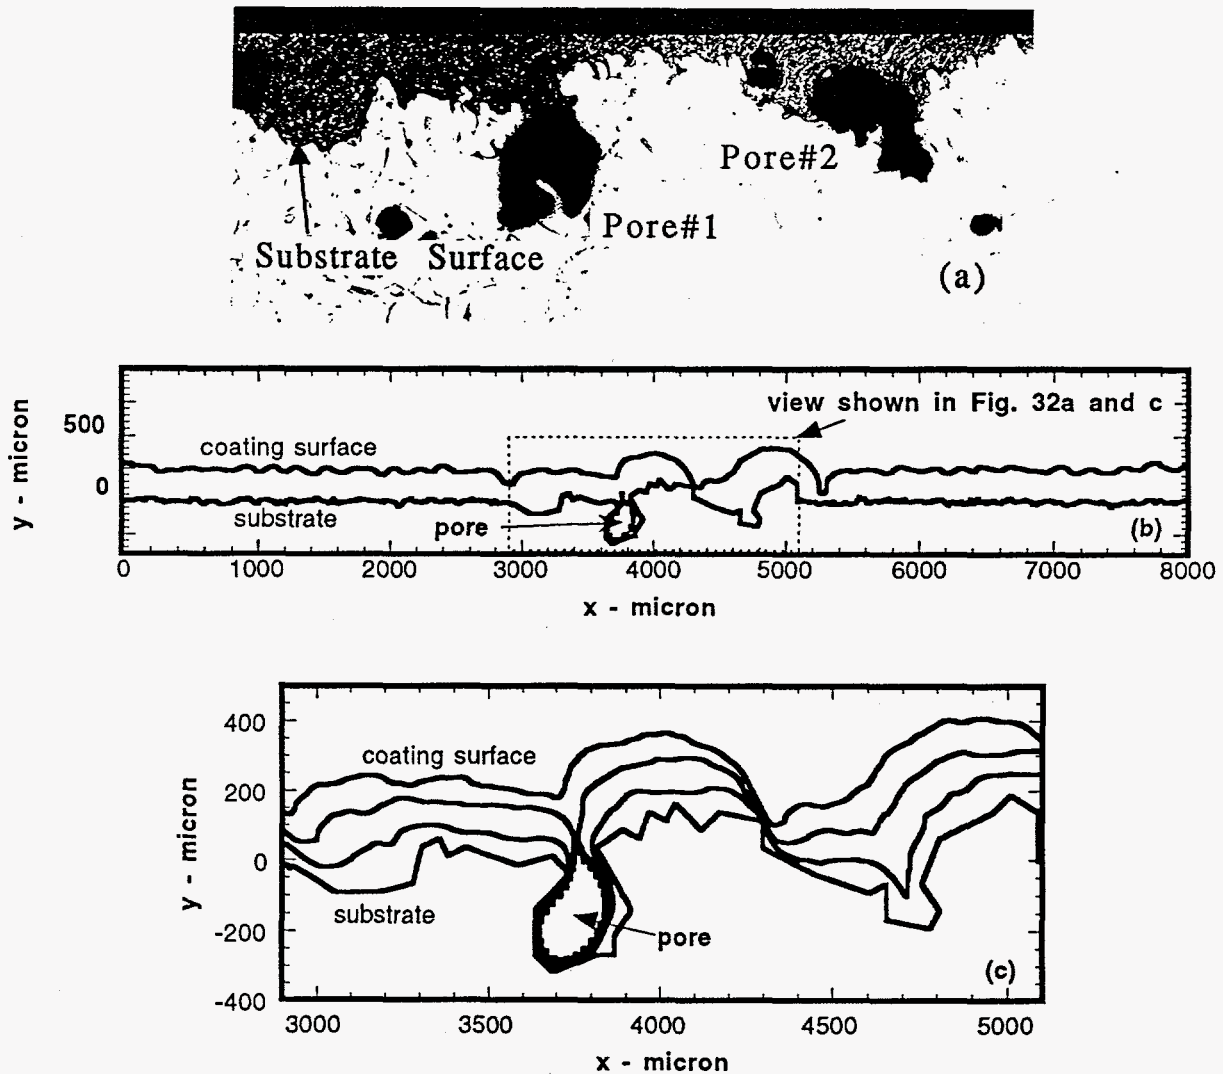 Pore#2
Pore#1
Substrate Surface
(a)
view shown in Fig. 32a and c
500
coating surface
0
substrate
pore
(b)
y - micron
0 1000 2000 3000 4000 5000 6000 7000 8000
x - micron
400
coating surface
200
0
substrate
pore
-200
(c)
-400
y - micron
3000 3500 4000 4500 5000
x - micron